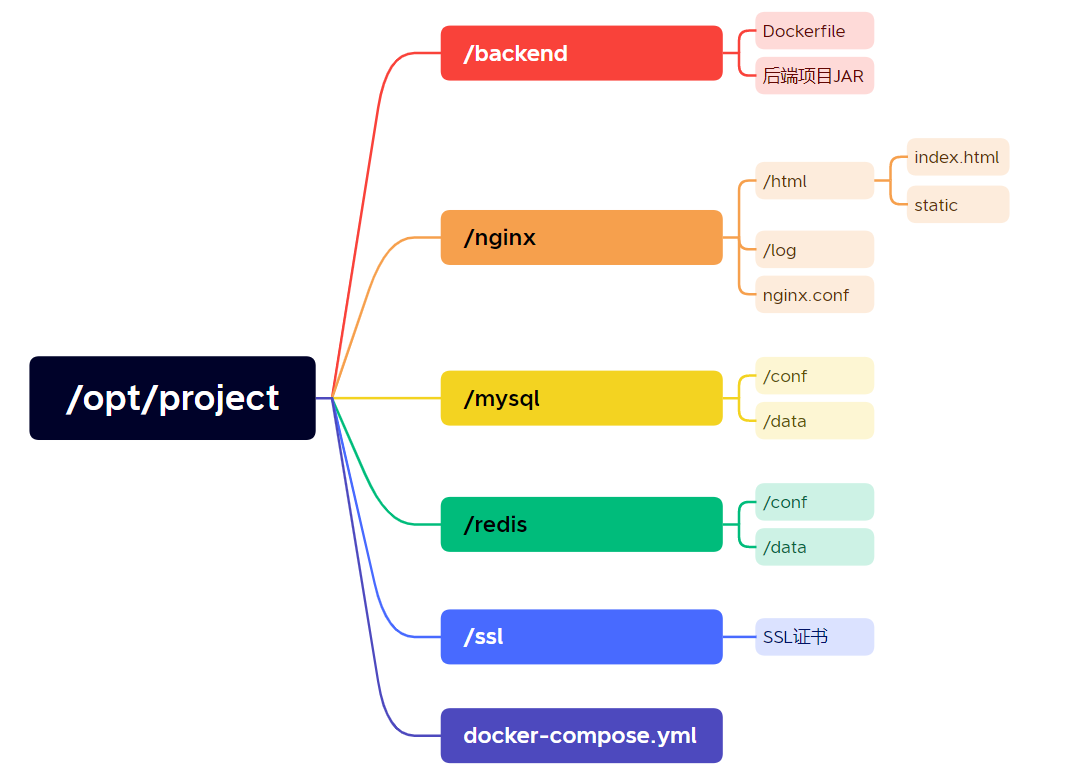 /opt/project
/backend
Dockerfile
后端项目JAR
/nginx
/html
index.html
static
/log
nginx.conf
/mysql
/conf
/data
/redis
/conf
/data
/ssl
SSL证书
docker-compose.yml